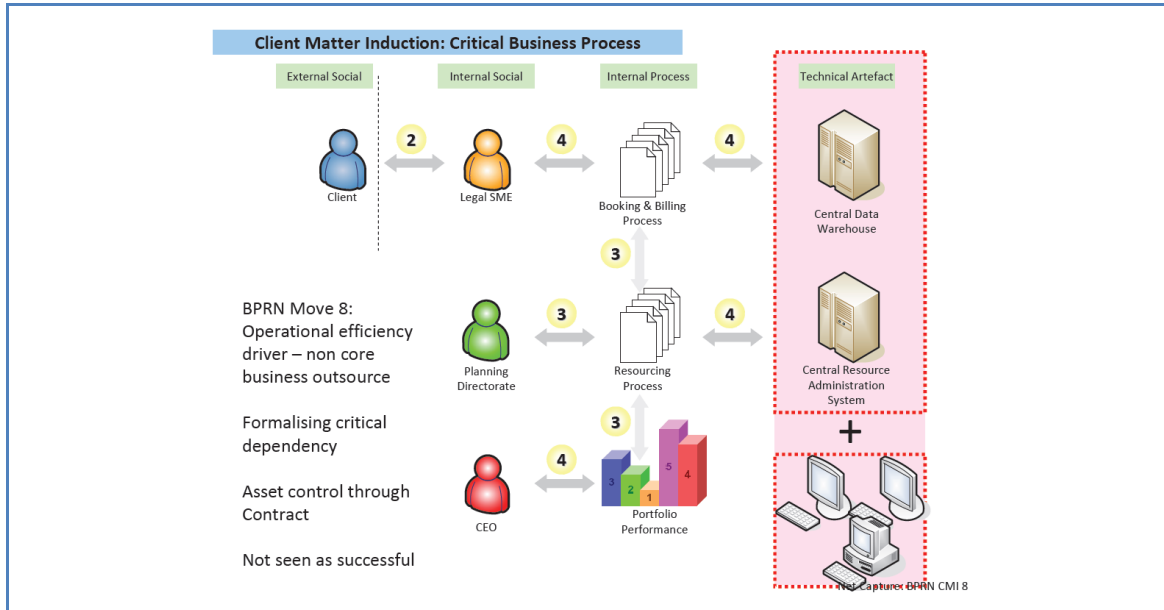 Client Matter Induction: Critical Business Process
External Social
Internal Social
Internal Process
Technical Artefact
2
4
4
Client
Legal SME
Booking & Billing
Process
Central Data
Warehouse
3
BPRN Move 8:
Operational efficiency
driver – non core
business outsource
3
4
Planning
Directorate
Resourcing
Process
Central Resource
Administration
System
Formalising critical
dependency
3
+
Asset control through
Contract
4
3
2
1
5
4
CEO
Portfolio
Performance
Not seen as successful
Net Capture: BPRN CMI 8